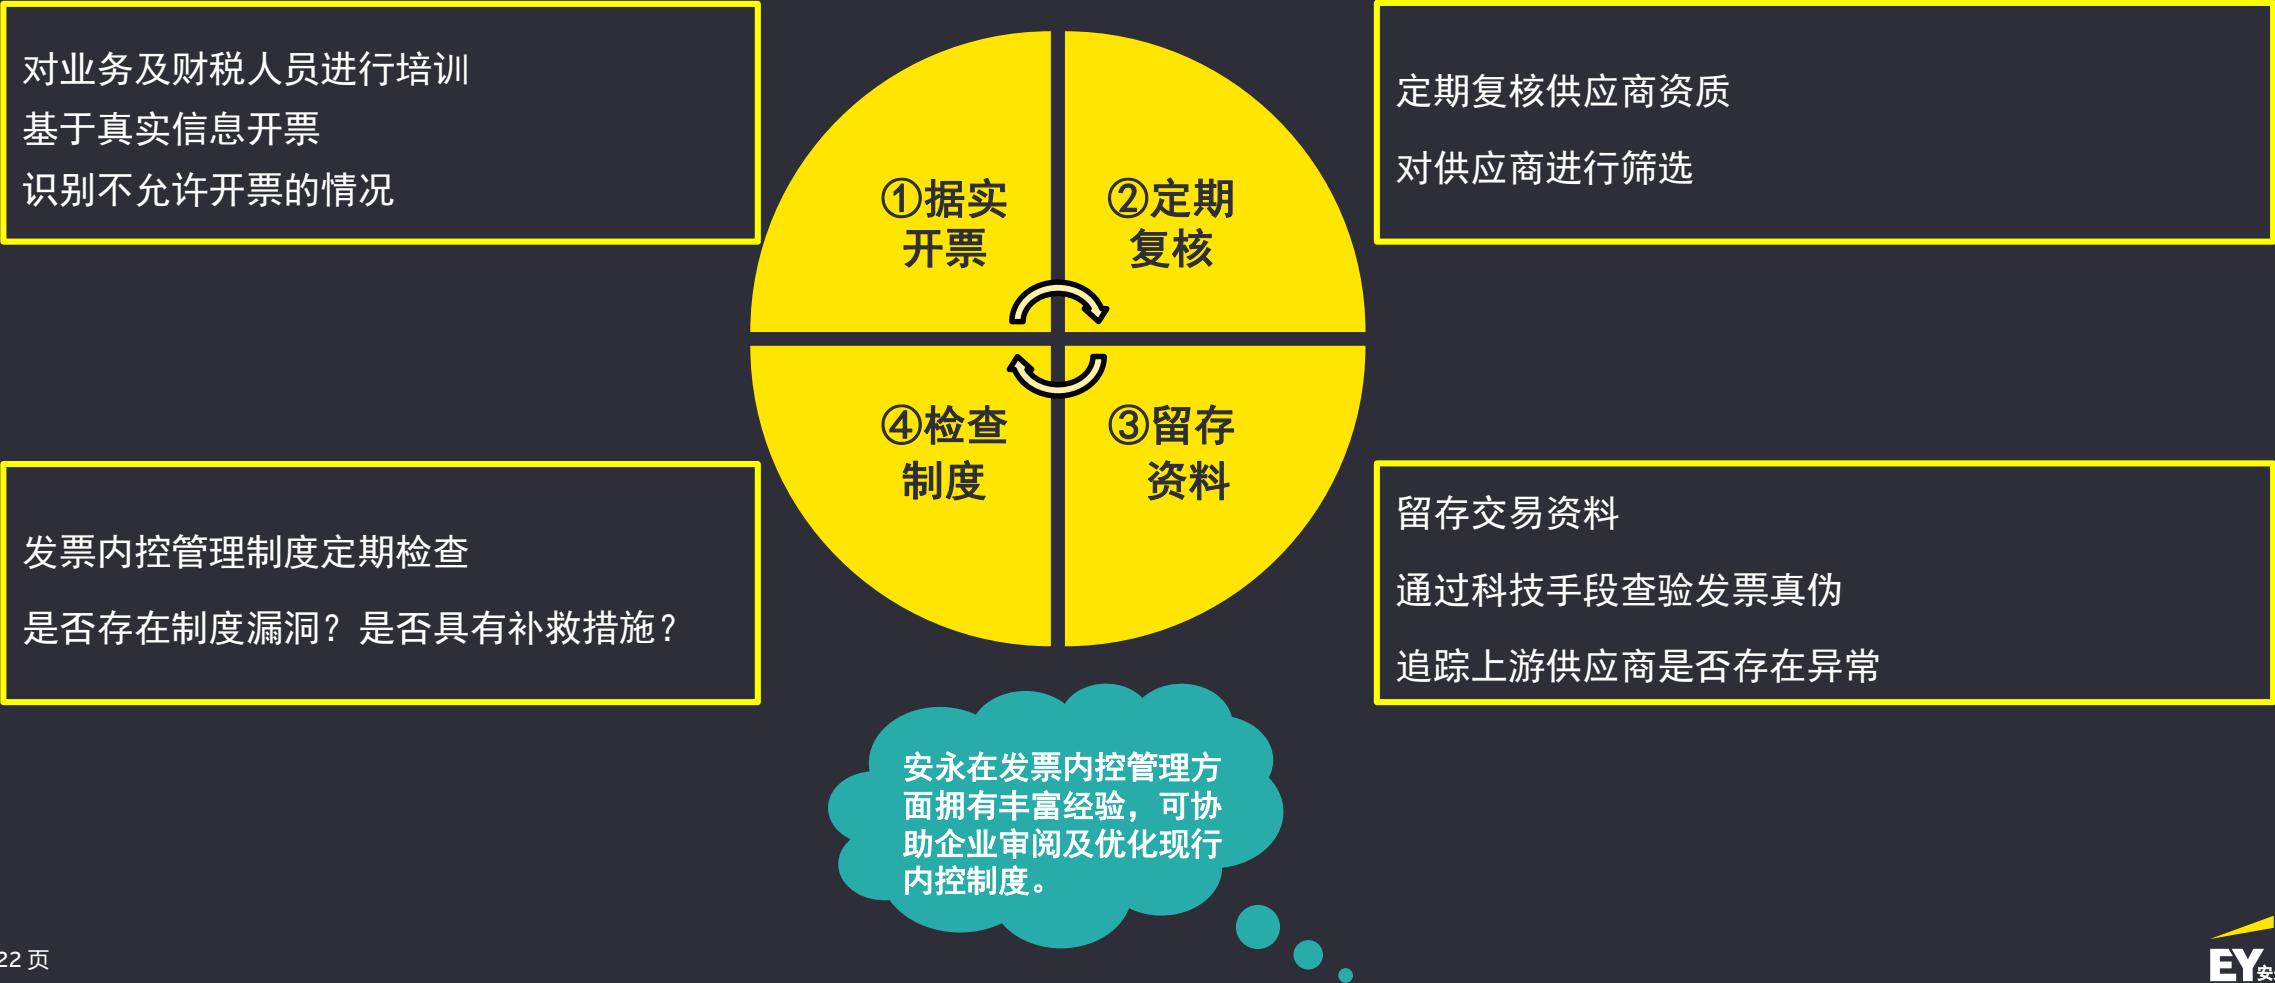 对业务及财税人员进行培训
基于真实信息开票
识别不允许开票的情况
①据实
开票
②定期
复核
定期复核供应商资质
对供应商进行筛选
发票内控管理制度定期检查
是否存在制度漏洞？是否具有补救措施？
④检查
制度
③留存
资料
留存交易资料
通过科技手段查验发票真伪
追踪上游供应商是否存在异常
安永在发票内控管理方
面拥有丰富经验，可协
助企业审阅及优化现行
内控制度。
22 页
EY安